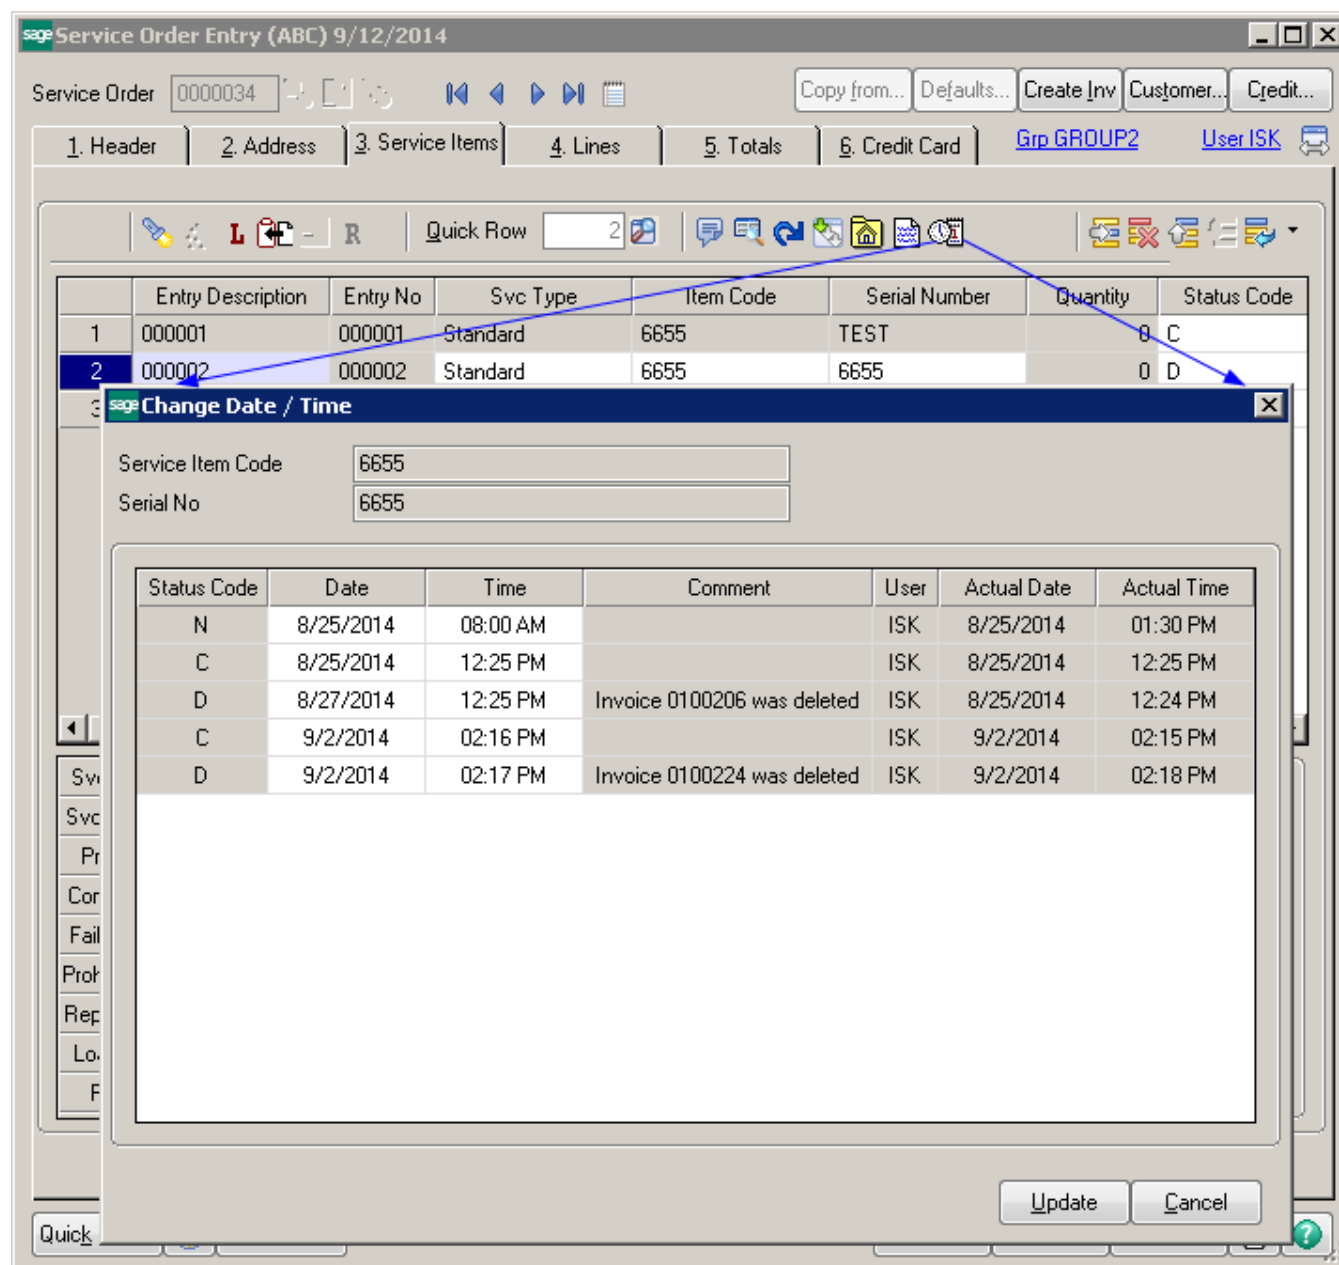 sage Service Order Entry (ABC) 9/12/2014
Service Order 0000034 Copy from... Defaults... Create Inv Customer... Credit...
1. Header 2. Address 3. Service Items 4. Lines 5. Totals 6. Credit Card Grp GROUP2 User ISK
L R Quick Row 2
Entry Description Entry No Svc Type Item Code Serial Number Quantity Status Code
1 000001 000001 Standard 6655 TEST 0 C
2 000002 000002 Standard 6655 6655 0 D
3
sage Change Date / Time
Service Item Code 6655
Serial No 6655
Status Code Date Time Comment User Actual Date Actual Time
N 8/25/2014 08:00 AM ISK 8/25/2014 01:30 PM
C 8/25/2014 12:25 PM ISK 8/25/2014 12:25 PM
D 8/27/2014 12:25 PM Invoice 0100206 was deleted ISK 8/25/2014 12:24 PM
C 9/2/2014 02:16 PM ISK 9/2/2014 02:15 PM
D 9/2/2014 02:17 PM Invoice 0100224 was deleted ISK 9/2/2014 02:18 PM
Svc
Pr
Cor
Fail
Rep
Update Cancel
Quick